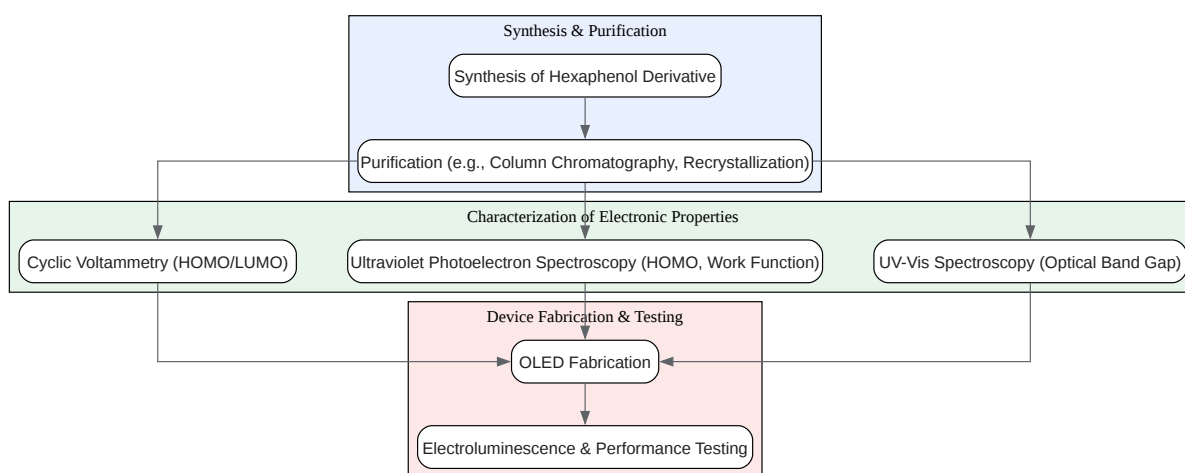 Synthesis & Purification
Synthesis of Hexaphenol Derivative
Purification (e.g., Column Chromatography, Recrystallization)
Characterization of Electronic Properties
Cyclic Voltammetry (HOMO/LUMO)
Ultraviolet Photoelectron Spectroscopy (HOMO, Work Function)
UV-Vis Spectroscopy (Optical Band Gap)
Device Fabrication & Testing
OLED Fabrication
Electroluminescence & Performance Testing